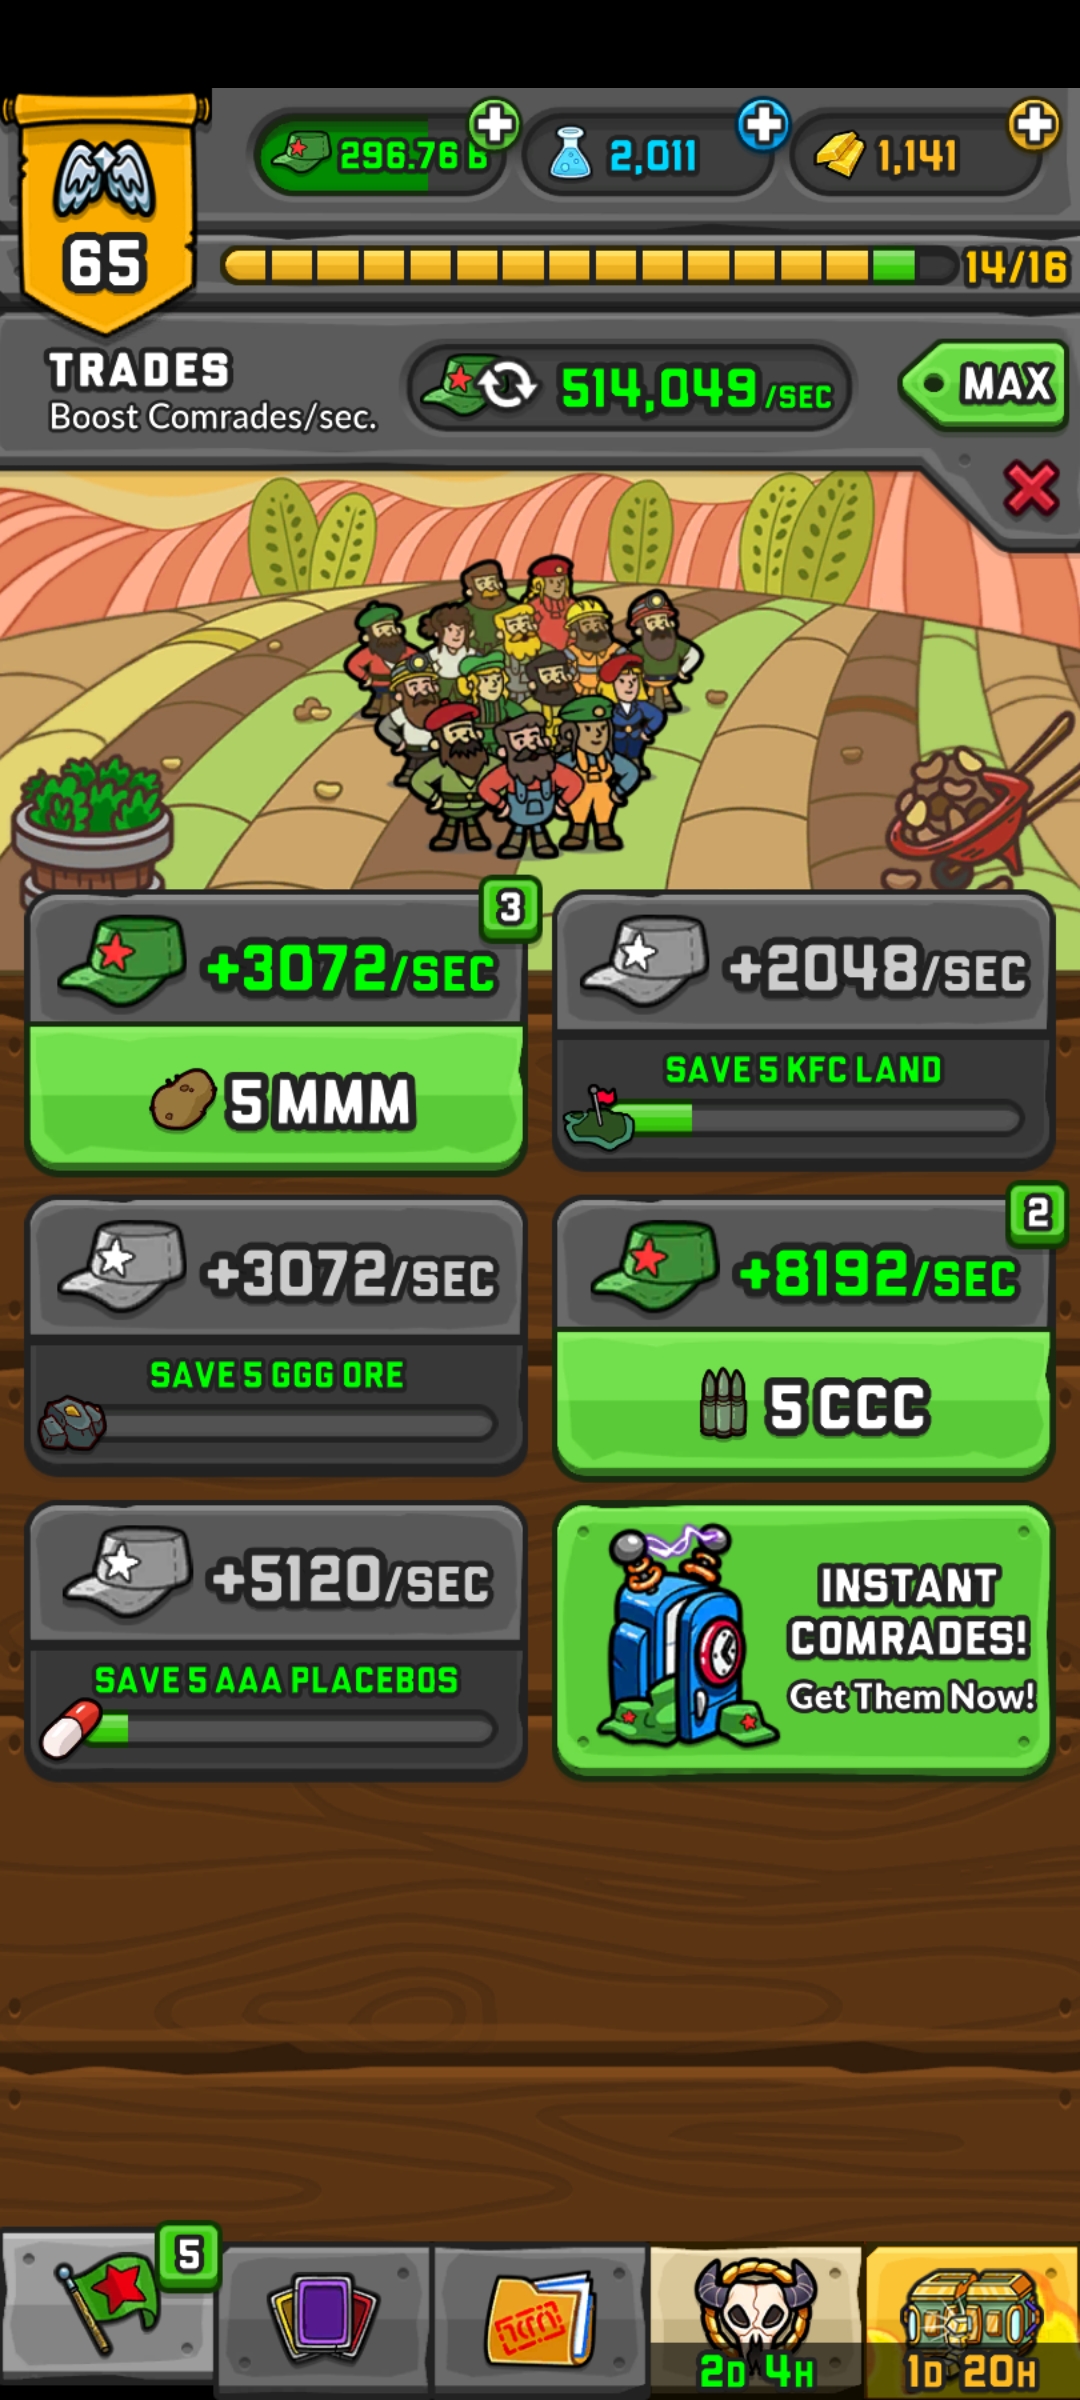 65
296.76 B
2,011
1,141
14/16
TRADES
Boost Comrades/sec.
514,049/SEC
MAX
3
+3072/SEC
5 MMM
+2048/SEC
SAVE 5 KFC LAND
+3072/SEC
SAVE 5 GGG ORE
2
+8192/SEC
5 CCC
+5120/SEC
SAVE 5 AAA PLACEBOS
INSTANT
COMRADES!
Get Them Now!
5
2D 4H
1D 20H